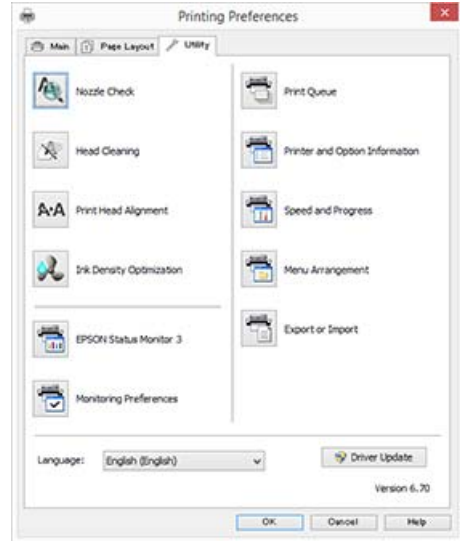 Printing Preferences
Main
Page Layout
Utility
Nozzle Check
Print Queue
Head Cleaning
Printer and Option Information
Print Head Alignment
Speed and Progress
Ink Density Optimization
Menu Arrangement
EPSON Status Monitor 3
Export or Import
Monitoring Preferences
Language:
English (English)
Driver Update
Version 6.70
OK
Cancel
Help